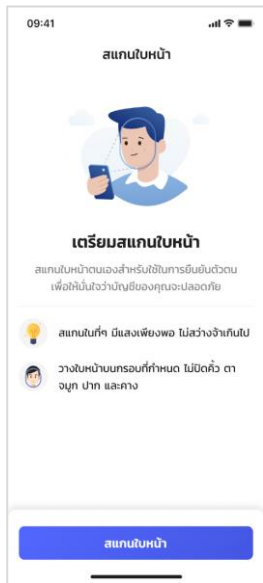 09:41
สแกนใบหน้า
เตรียมสแกนใบหน้า
สแกนใบหน้าตนเองสำหรับใช้ในการยืนยันตัวตน
เพื่อให้มั่นใจว่าบัญชีของคุณจะปลอดภัย
สแกนในที่ๆ มีแสงเพียงพอ ไม่สว่างจ้าเกินไป
วางใบหน้าบนกรอบที่กำหนด ไม่ปิดคิ้ว ตา
จมูก ปาก และคาง
สแกนใบหน้า